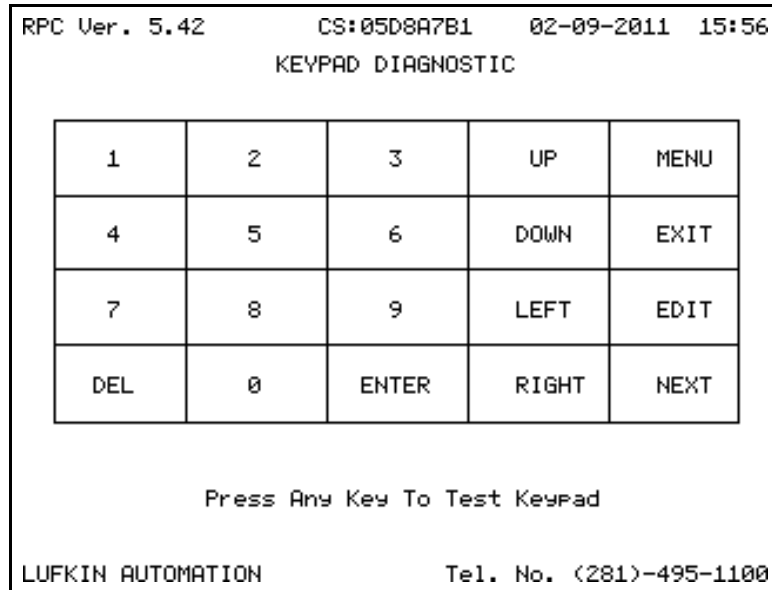 RPC Ver. 5.42 CS:05D8A7B1 02-09-2011 15:56
KEYPAD DIAGNOSTIC
1 2 3 UP MENU
4 5 6 DOWN EXIT
7 8 9 LEFT EDIT
DEL 0 ENTER RIGHT NEXT
Press Any Key To Test Keypad
LUFKIN AUTOMATION Tel. No. (281)-495-1100